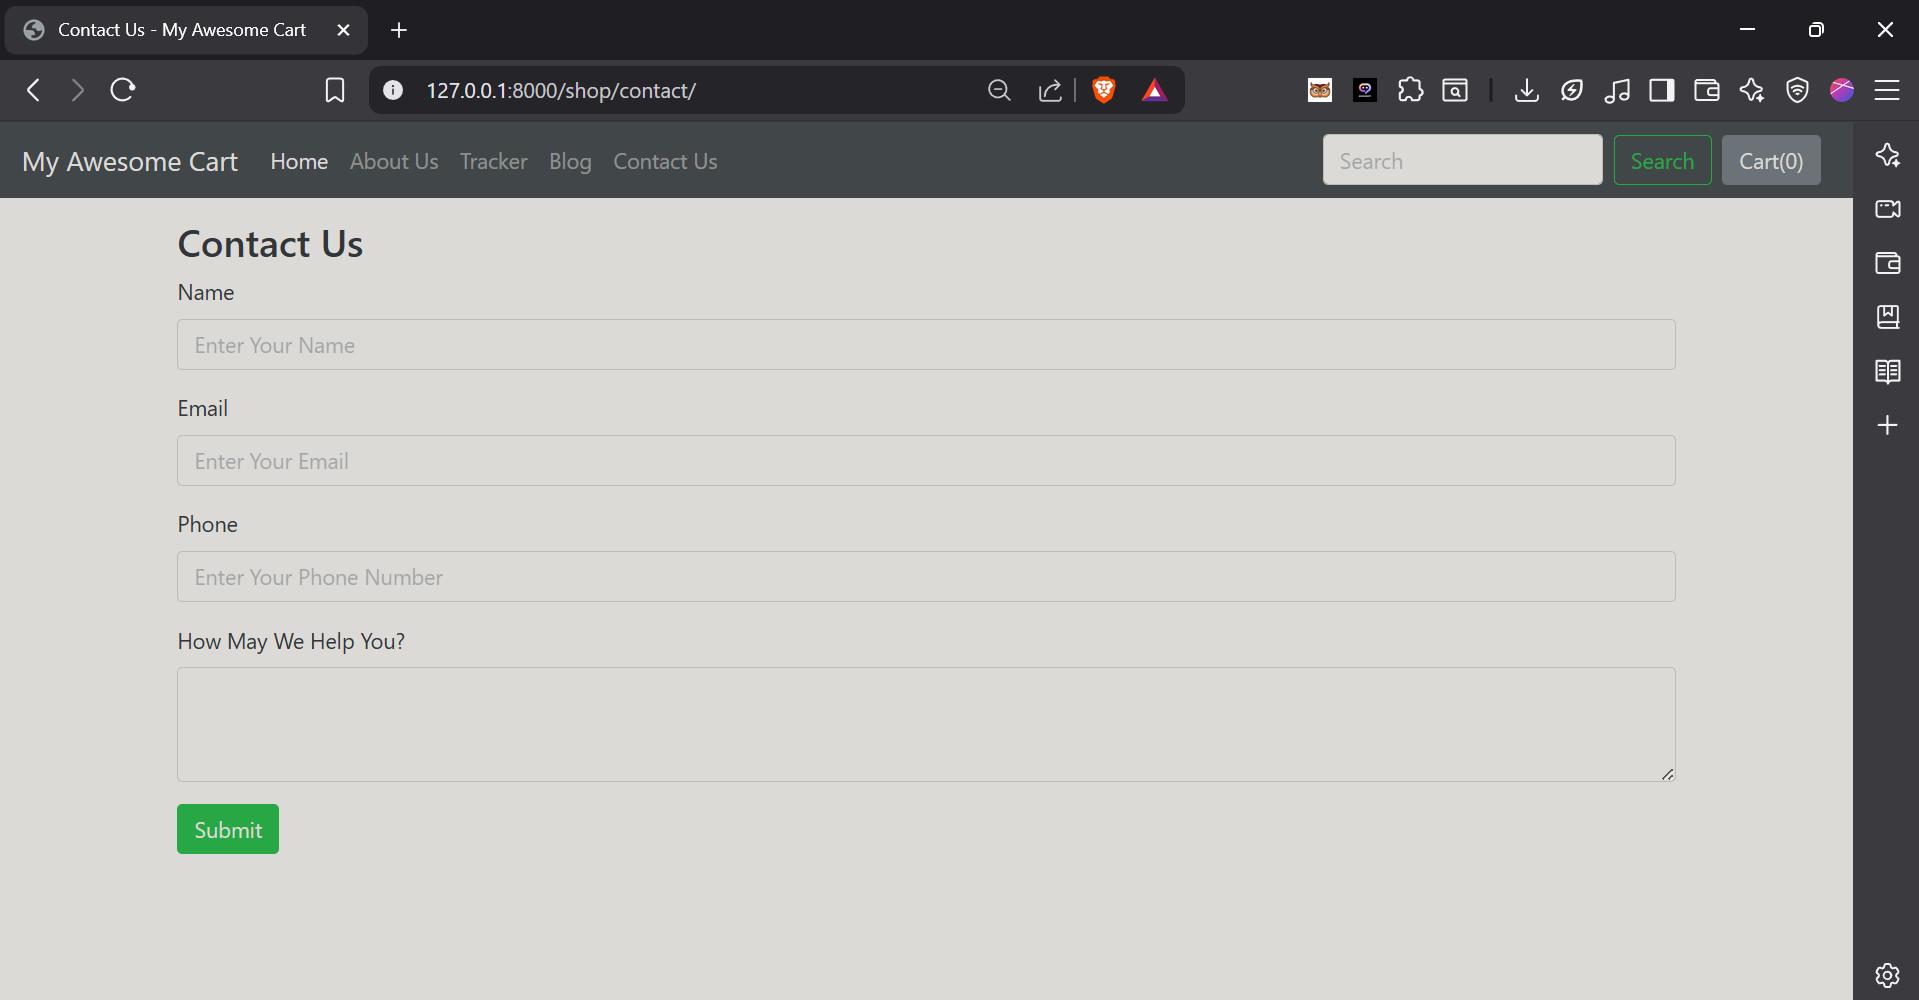 Contact Us - My Awesome Cart
127.0.0.1:8000/shop/contact/
My Awesome Cart Home About Us Tracker Blog Contact Us Search Search Cart(0)
Contact Us
Name
Enter Your Name
Email
Enter Your Email
Phone
Enter Your Phone Number
How May We Help You?
Submit